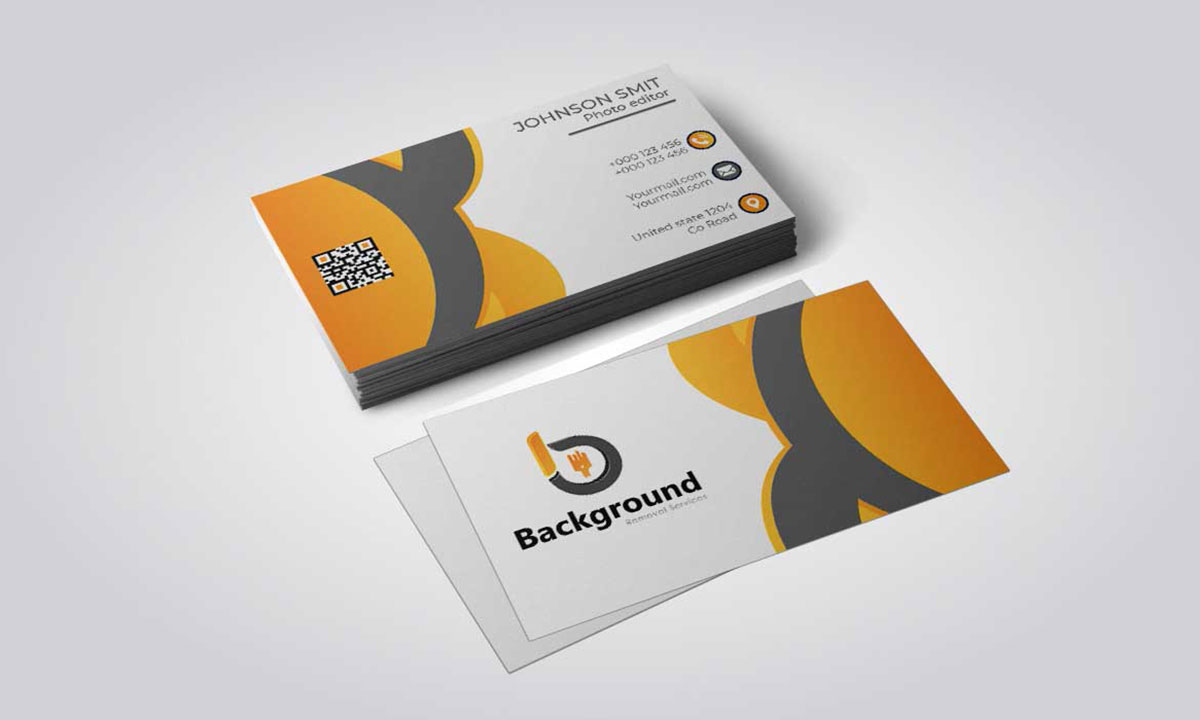 JOHNSON SMIT
Photo editor
+000 123 456
+000 123 456
Yourmail.com
Yourmail.com
United state 1204
Co Road
Background
Removal Services